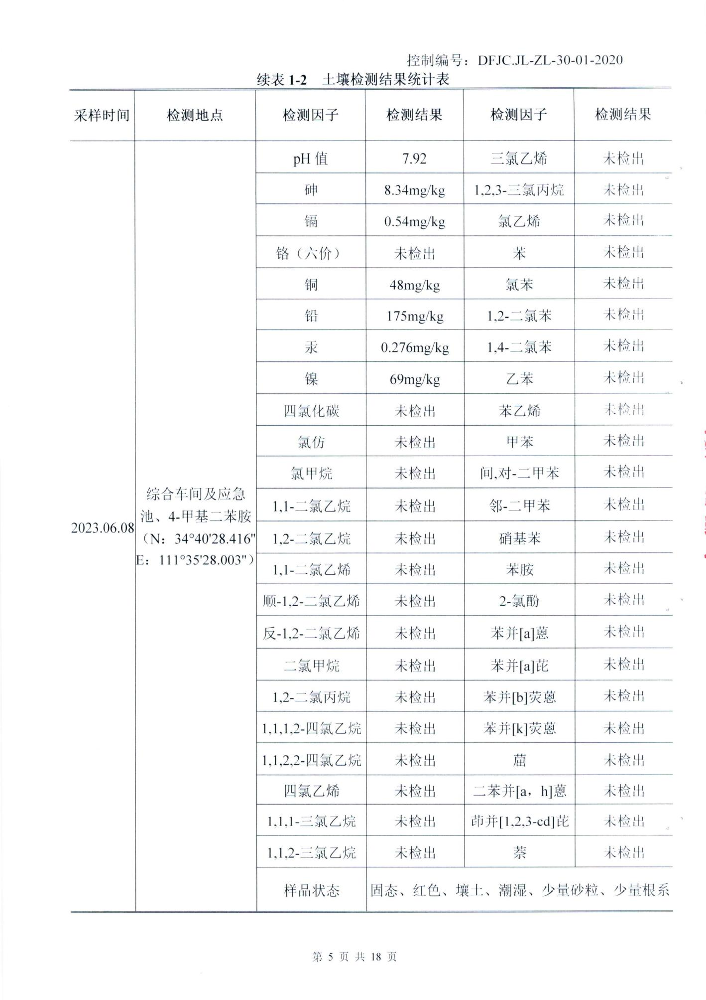 控制编号：DFJC.JL-ZL-30-01-2020
续表 1-2 土壤检测结果统计表
采样时间 检测地点 检测因子 检测结果 检测因子 检测结果
pH 值 7.92 三氯乙烯 未检出
砷 8.34mg/kg 1,2,3-三氯丙烷 未检出
镉 0.54mg/kg 氯乙烯 未检出
铬（六价） 未检出 苯 未检出
铜 48mg/kg 氯苯 未检出
铅 175mg/kg 1,2-二氯苯 未检出
汞 0.276mg/kg 1,4-二氯苯 未检出
镍 69mg/kg 乙苯 未检出
四氯化碳 未检出 苯乙烯 未检出
氯仿 未检出 甲苯 未检出
氯甲烷 未检出 间,对-二甲苯 未检出
综合车间及应急
池、4-甲基二苯胺
2023.06.08
（N：34°40'28.416"
E：111°35'28.003"）
1,1-二氯乙烷 未检出 邻-二甲苯 未检出
1,2-二氯乙烷 未检出 硝基苯 未检出
1,1-二氯乙烯 未检出 苯胺 未检出
顺-1,2-二氯乙烯 未检出 2-氯酚 未检出
反-1,2-二氯乙烯 未检出 苯并[a]蒽 未检出
二氯甲烷 未检出 苯并[a]芘 未检出
1,2-二氯丙烷 未检出 苯并[b]荧蒽 未检出
1,1,1,2-四氯乙烷 未检出 苯并[k]荧蒽 未检出
1,1,2,2-四氯乙烷 未检出 䓛 未检出
四氯乙烯 未检出 二苯并[a，h]蒽 未检出
1,1,1-三氯乙烷 未检出 茚并[1,2,3-cd]芘 未检出
1,1,2-三氯乙烷 未检出 萘 未检出
样品状态 固态、红色、壤土、潮湿、少量砂粒、少量根系
第 5 页 共 18 页